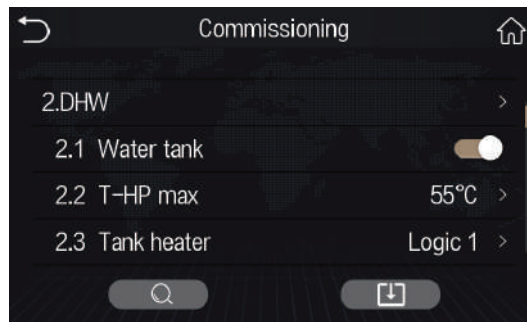 Commissioning
2.DHW
2.1 Water tank
2.2 T-HP max 55°C
2.3 Tank heater Logic 1